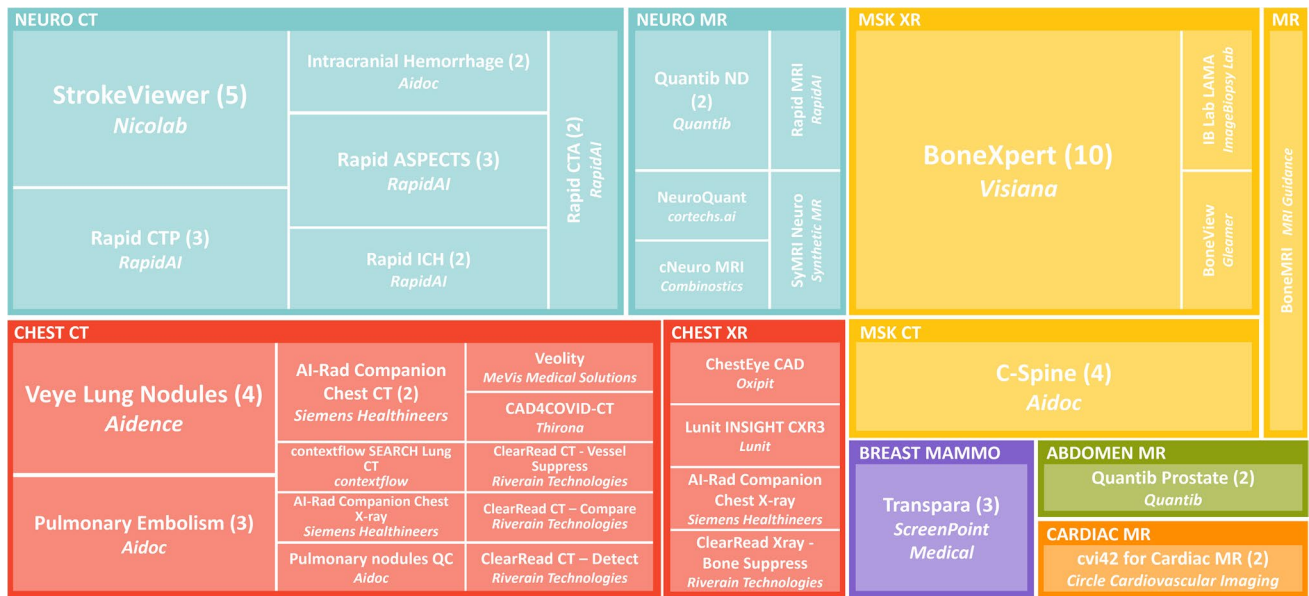 NEURO CT
StrokeViewer (5)
Nicolab
Rapid CTP (3)
RapidAI
Intracranial Hemorrhage (2)
Aidoc
Rapid ASPECTS (3)
RapidAI
Rapid ICH (2)
RapidAI
Rapid CTA (2)
RapidAI
NEURO MR
Quantib ND
(2)
Quantib
NeuroQuant
cortechs.ai
cNeuro MRI
Combinostics
Rapid MRI
RapidAI
SyMRI Neuro
Synthetic MR
MSK XR
BoneXpert (10)
Visiana
IB Lab LAMA
ImageBiopsy Lab
BoneView
Gleamer
MR
BoneMRI MRI Guidance
CHEST CT
Veye Lung Nodules (4)
Aidence
Pulmonary Embolism (3)
Aidoc
AI-Rad Companion
Chest CT (2)
Siemens Healthineers
contextflow SEARCH Lung
CT
contextflow
AI-Rad Companion Chest
X-ray
Siemens Healthineers
Pulmonary nodules QC
Aidoc
Veolity
MeVis Medical Solutions
CAD4COVID-CT
Thirona
ClearRead CT - Vessel
Suppress
Riverain Technologies
ClearRead CT – Compare
Riverain Technologies
ClearRead CT – Detect
Riverain Technologies
CHEST XR
ChestEye CAD
Oxipit
Lunit INSIGHT CXR3
Lunit
AI-Rad Companion
Chest X-ray
Siemens Healthineers
ClearRead Xray -
Bone Suppress
Riverain Technologies
MSK CT
C-Spine (4)
Aidoc
BREAST MAMMO
Transpara (3)
ScreenPoint
Medical
ABDOMEN MR
Quantib Prostate (2)
Quantib
CARDIAC MR
cvi42 for Cardiac MR (2)
Circle Cardiovascular Imaging